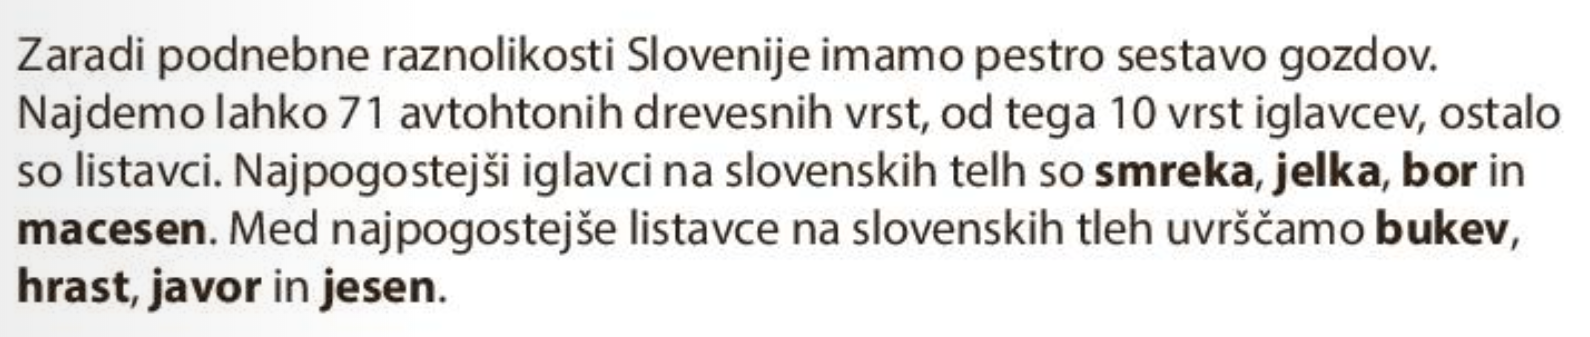 Zaradi podnebne raznolikosti Slovenije imamo pestro sestavo gozdov.
Najdemo lahko 71 avtohtonih drevesnih vrst, od tega 10 vrst iglavcev, ostalo
so listavci. Najpogostejši iglavci na slovenskih telh so smreka, jelka, bor in
macesen. Med najpogostejše listavce na slovenskih tleh uvrščamo bukev,
hrast, javor in jesen.